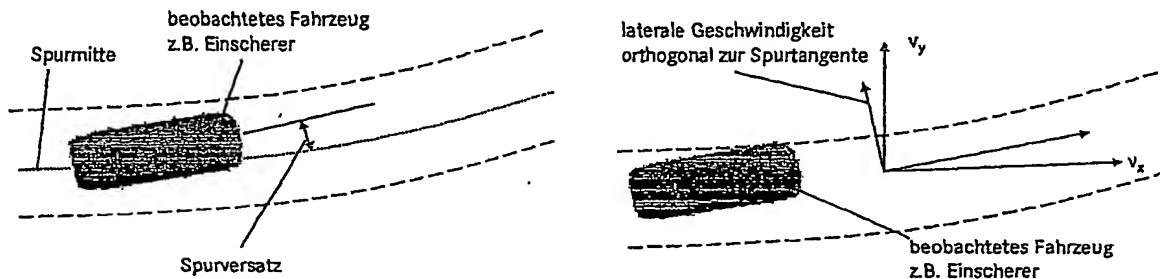 beobachtetes Fahrzeug
z.B. Einscherer
Spurmitte
Spurversatz
laterale Geschwindigkeit
orthogonal zur Spurtangente
v_y
v_x
beobachtetes Fahrzeug
z.B. Einscherer